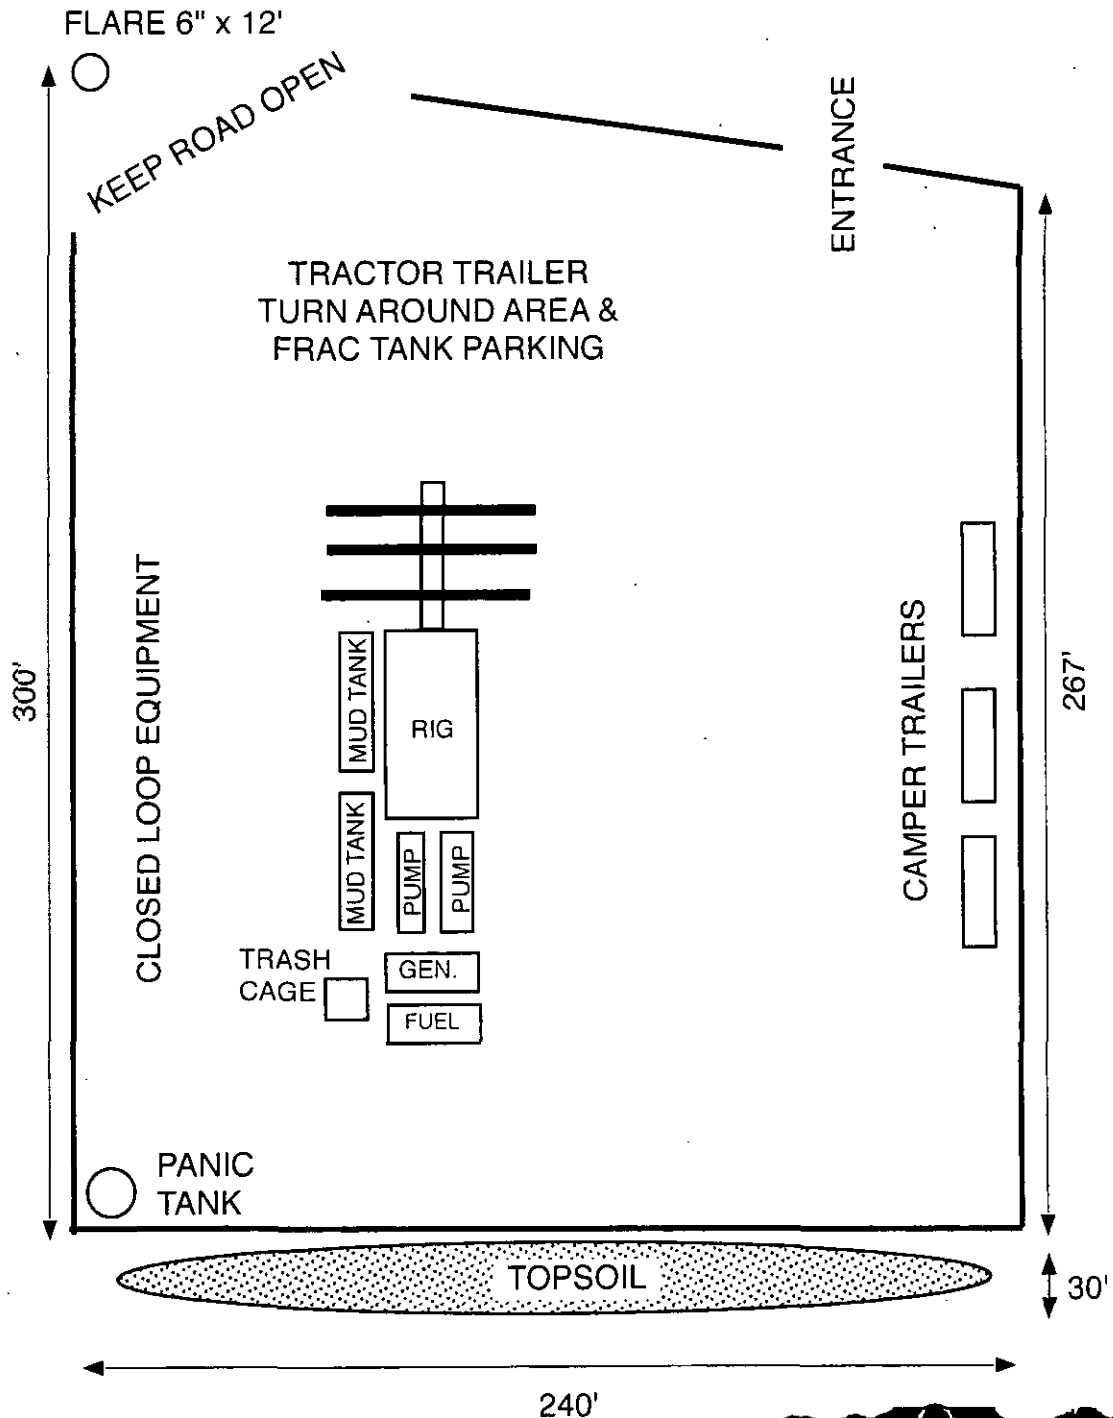 FLARE 6" x 12'
KEEP ROAD OPEN
ENTRANCE
TRACTOR TRAILER
TURN AROUND AREA &
FRAC TANK PARKING
300'
CLOSED LOOP EQUIPMENT
MUD TANK
RIG
MUD TANK
PUMP
PUMP
CAMPER TRAILERS
267'
TRASH
CAGE
GEN.
FUEL
PANIC
TANK
TOPSOIL
30'
240'